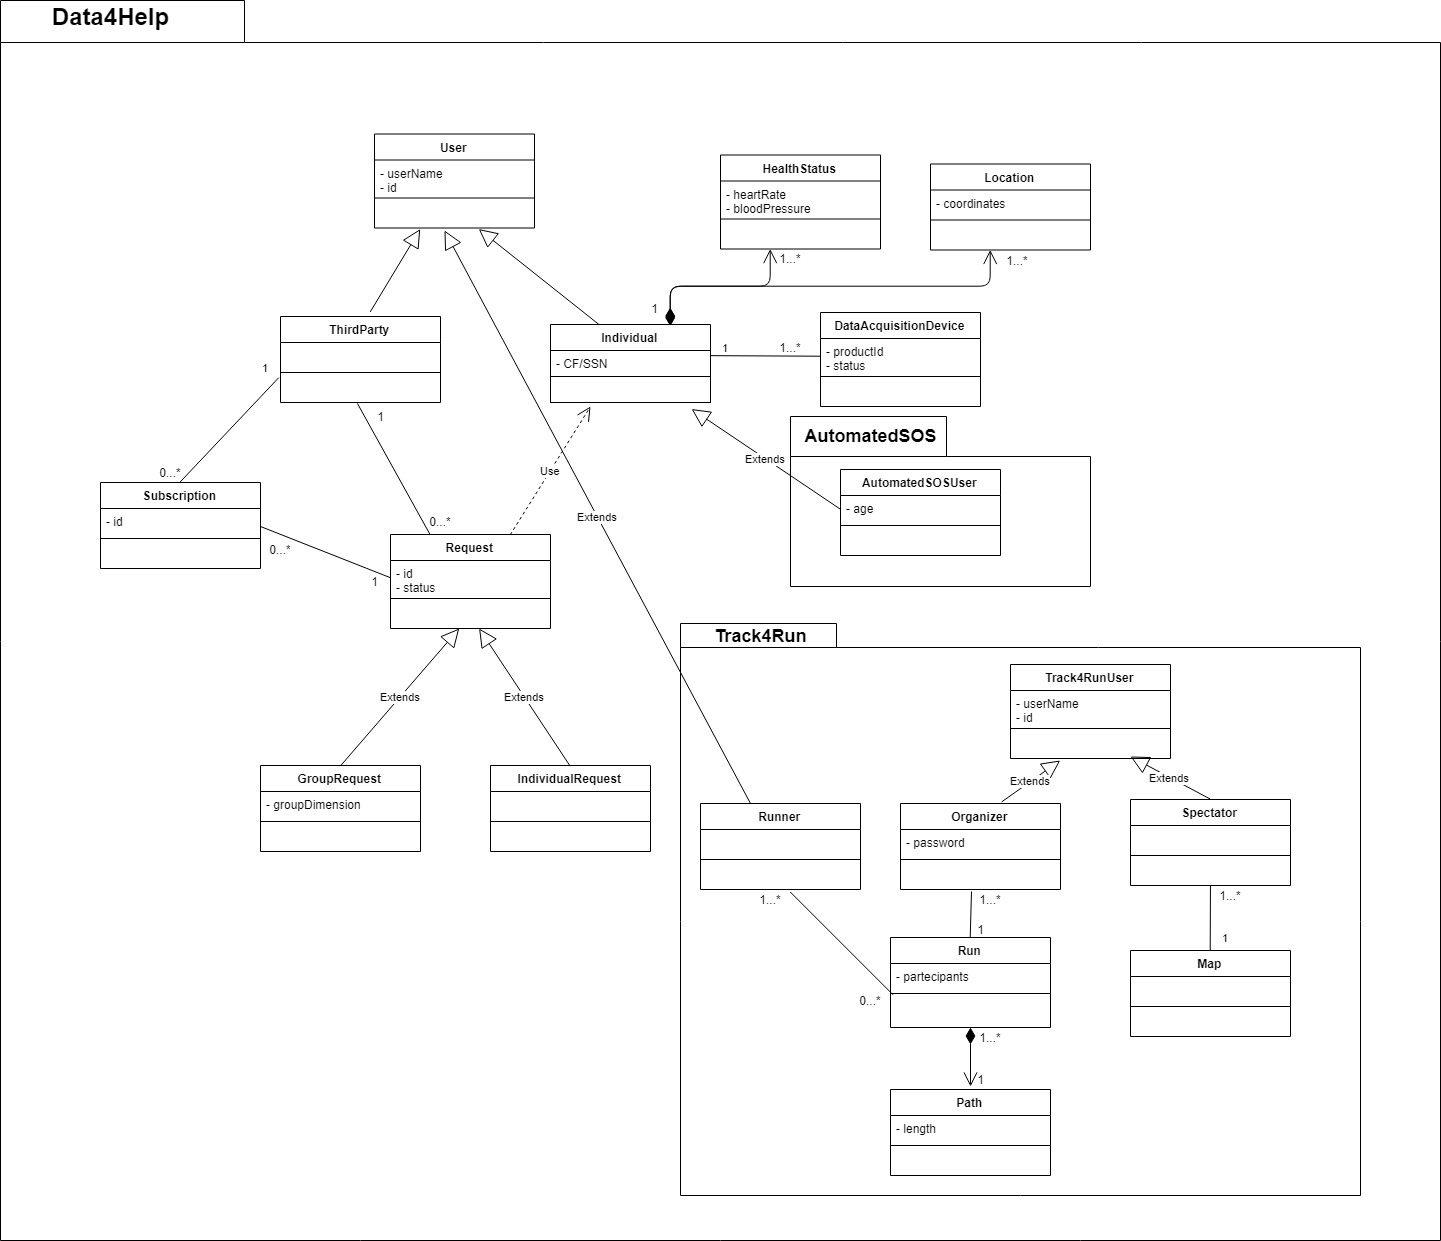 Data4Help
User
- userName
- id
HealthStatus
- heartRate
- bloodPressure
Location
- coordinates
1...*
1...*
1
ThirdParty
Individual
- CF/SSN
1
1...*
DataAcquisitionDevice
- productId
- status
1
1
0...*
Use
Extends
AutomatedSOS
AutomatedSOSUser
- age
Subscription
- id
0...*
0...*
1
Extends
Request
- id
- status
Extends
Extends
GroupRequest
- groupDimension
IndividualRequest
Track4Run
Track4RunUser
- userName
- id
Extends
Extends
Runner
Organizer
- password
Spectator
1...*
1...*
1...*
1
1
0...*
Run
- partecipants
Map
1...*
1
Path
- length